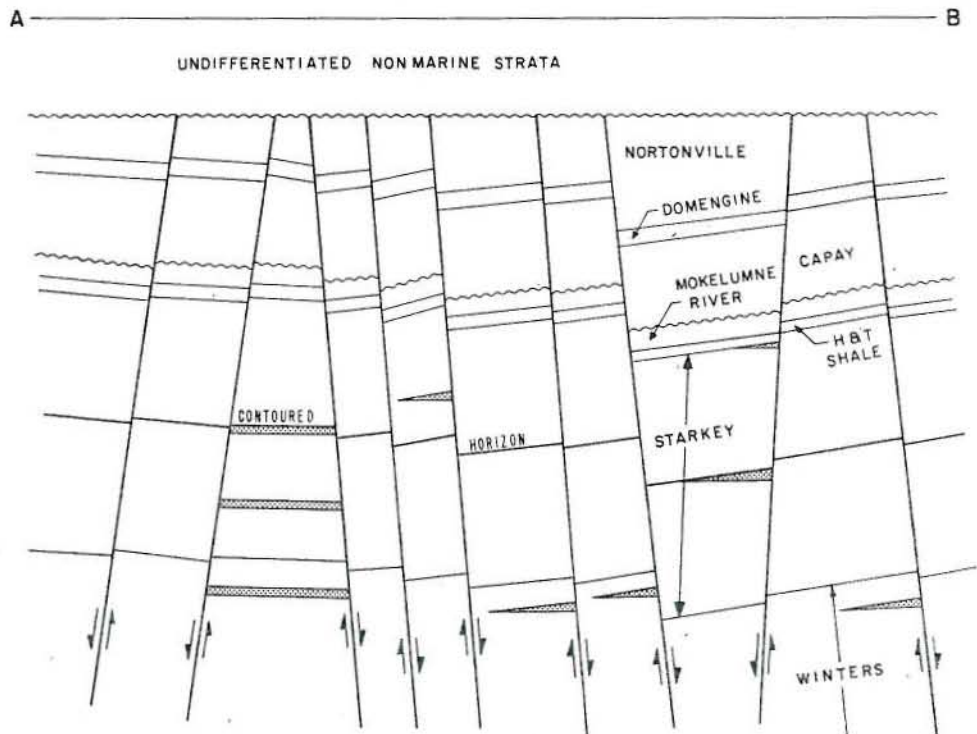 A B
UNDIFFERENTIATED NONMARINE STRATA
NORTONVILLE
DOMENGINE
CAPAY
MOKELUMNE
RIVER
H&T
SHALE
CONTOURED
HORIZON
STARKEY
WINTERS